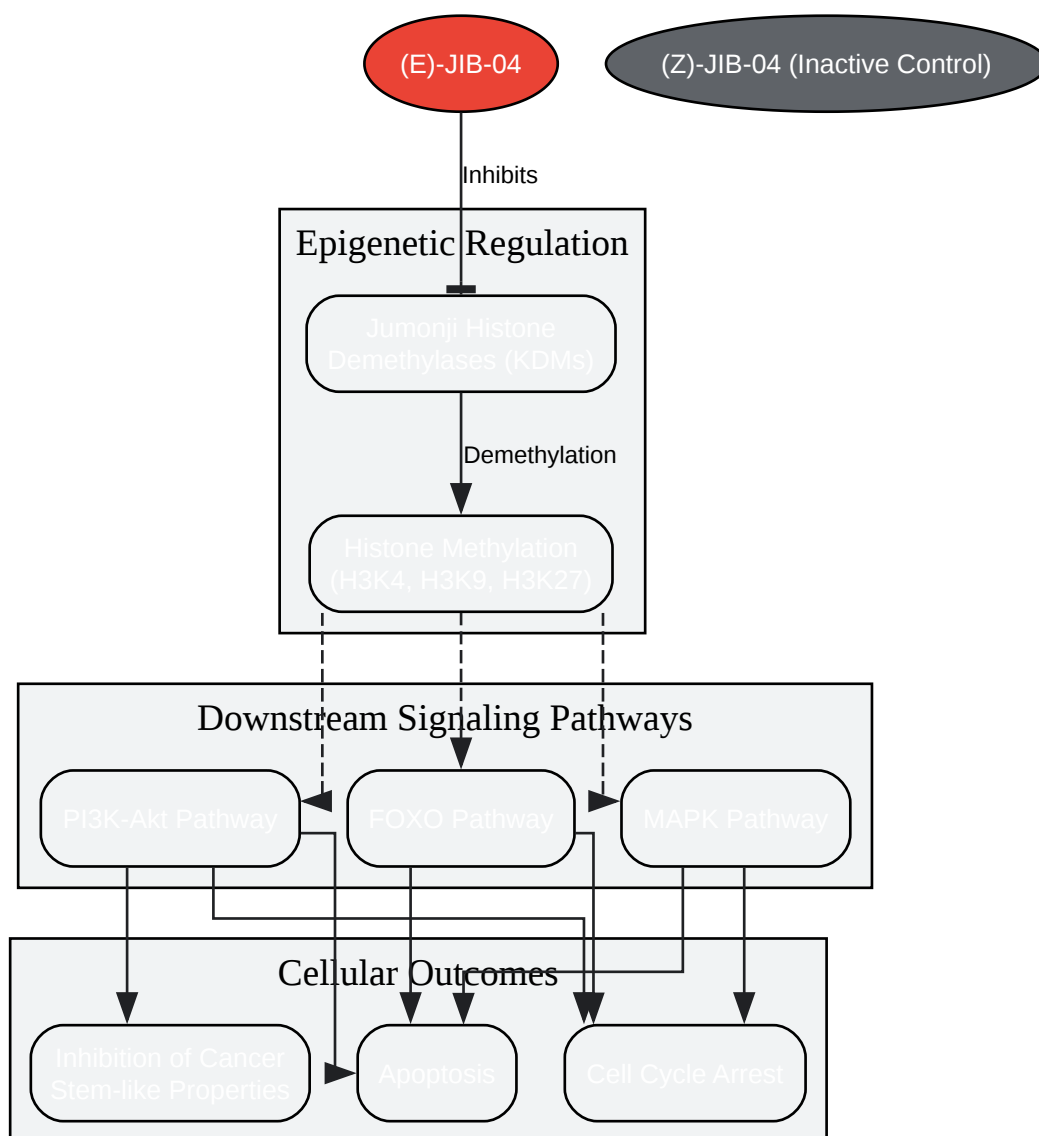 (E)-JIB-04
(Z)-JIB-04 (Inactive Control)
Inhibits
Epigenetic Regulation
Jumonji Histone
Demethylases (KDMs)
Demethylation
Histone Methylation
(H3K4, H3K9, H3K27)
Downstream Signaling Pathways
PI3K-Akt Pathway
FOXO Pathway
MAPK Pathway
Cellular Outcomes
Inhibition of Cancer
Stem-like Properties
Apoptosis
Cell Cycle Arrest